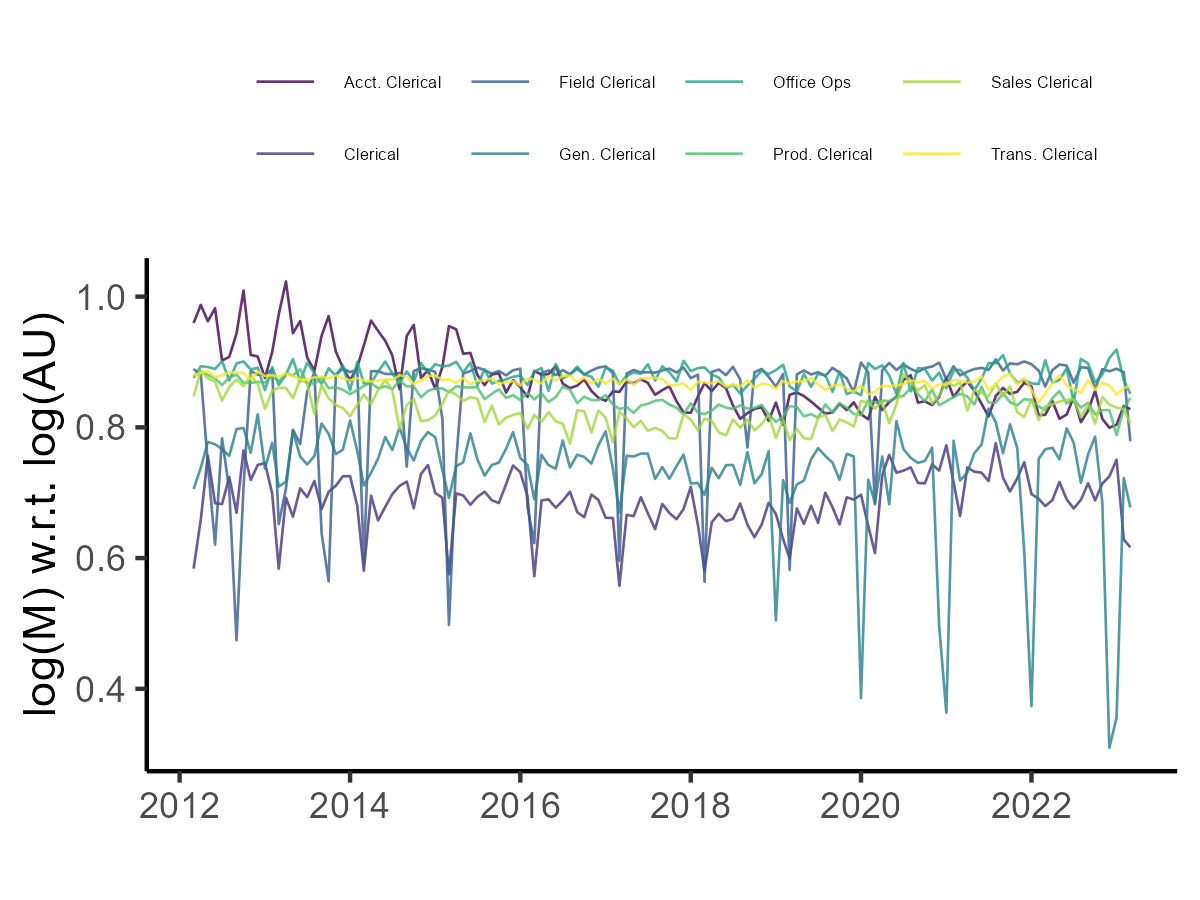 Acct. Clerical Field Clerical Office Ops Sales Clerical
Clerical Gen. Clerical Prod. Clerical Trans. Clerical
log(M) w.r.t. log(AU)
1.0
0.8
0.6
0.4
2012 2014 2016 2018 2020 2022